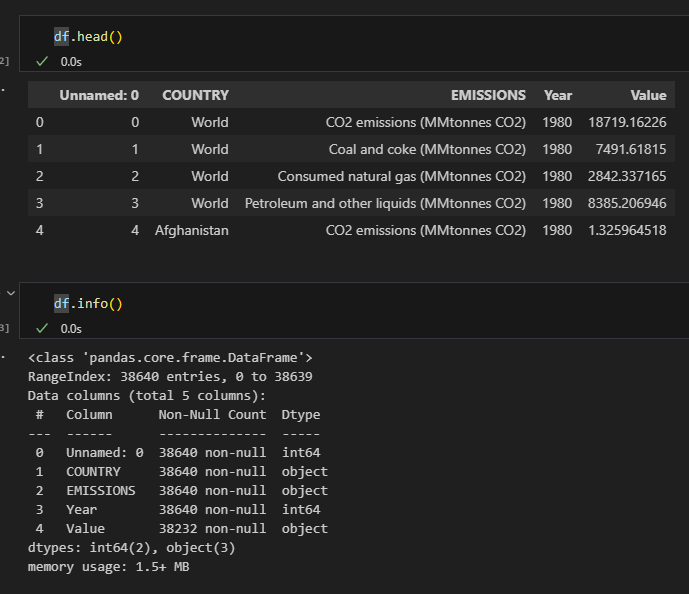 df.head()
2]
0.0s
Unnamed: 0 COUNTRY EMISSIONS Year Value
0 0 World CO2 emissions (MMtonnes CO2) 1980 18719.16226
1 1 World Coal and coke (MMtonnes CO2) 1980 7491.61815
2 2 World Consumed natural gas (MMtonnes CO2) 1980 2842.337165
3 3 World Petroleum and other liquids (MMtonnes CO2) 1980 8385.206946
4 4 Afghanistan CO2 emissions (MMtonnes CO2) 1980 1.325964518
df.info()
3]
0.0s
<class 'pandas.core.frame.DataFrame'>
RangeIndex: 38640 entries, 0 to 38639
Data columns (total 5 columns):
# Column Non-Null Count Dtype
--- ------ -------------- -----
0 Unnamed: 0 38640 non-null int64
1 COUNTRY 38640 non-null object
2 EMISSIONS 38640 non-null object
3 Year 38640 non-null int64
4 Value 38232 non-null object
dtypes: int64(2), object(3)
memory usage: 1.5+ MB